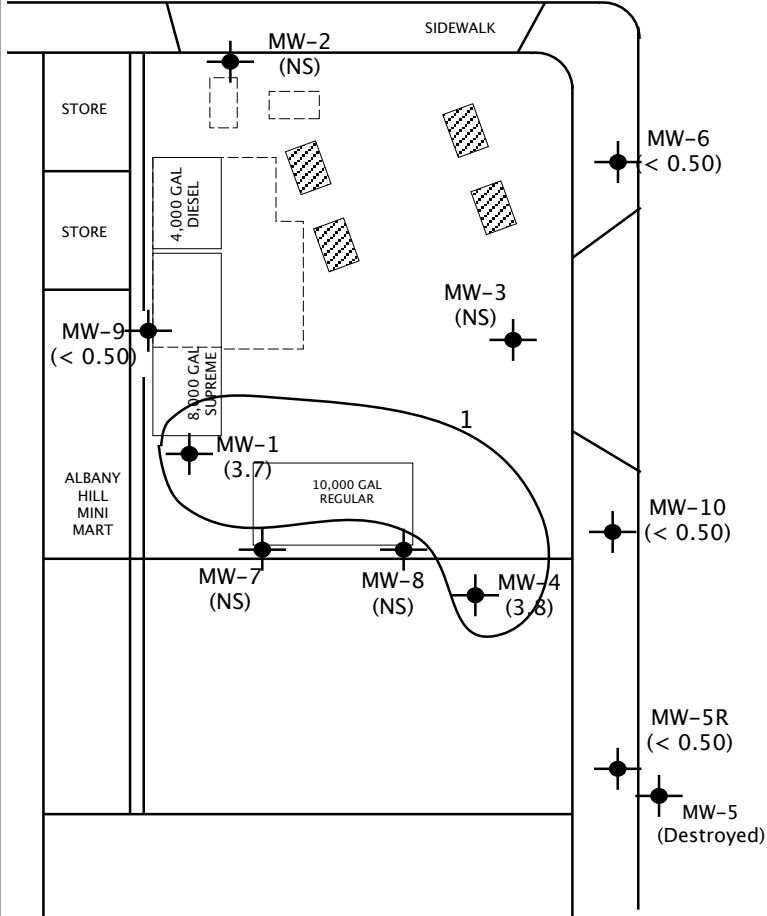 SIDEWALK
MW-2
(NS)
STORE
MW-6
(< 0.50)
4,000 GAL
DIESEL
STORE
MW-3
(NS)
MW-9
(< 0.50)
8,000 GAL
SUPREME
1
MW-1
(3.7)
ALBANY
HILL
MINI
MART
10,000 GAL
REGULAR
MW-10
(< 0.50)
MW-7
(NS)
MW-8
(NS)
MW-4
(3.8)
MW-5R
(< 0.50)
MW-5
(Destroyed)